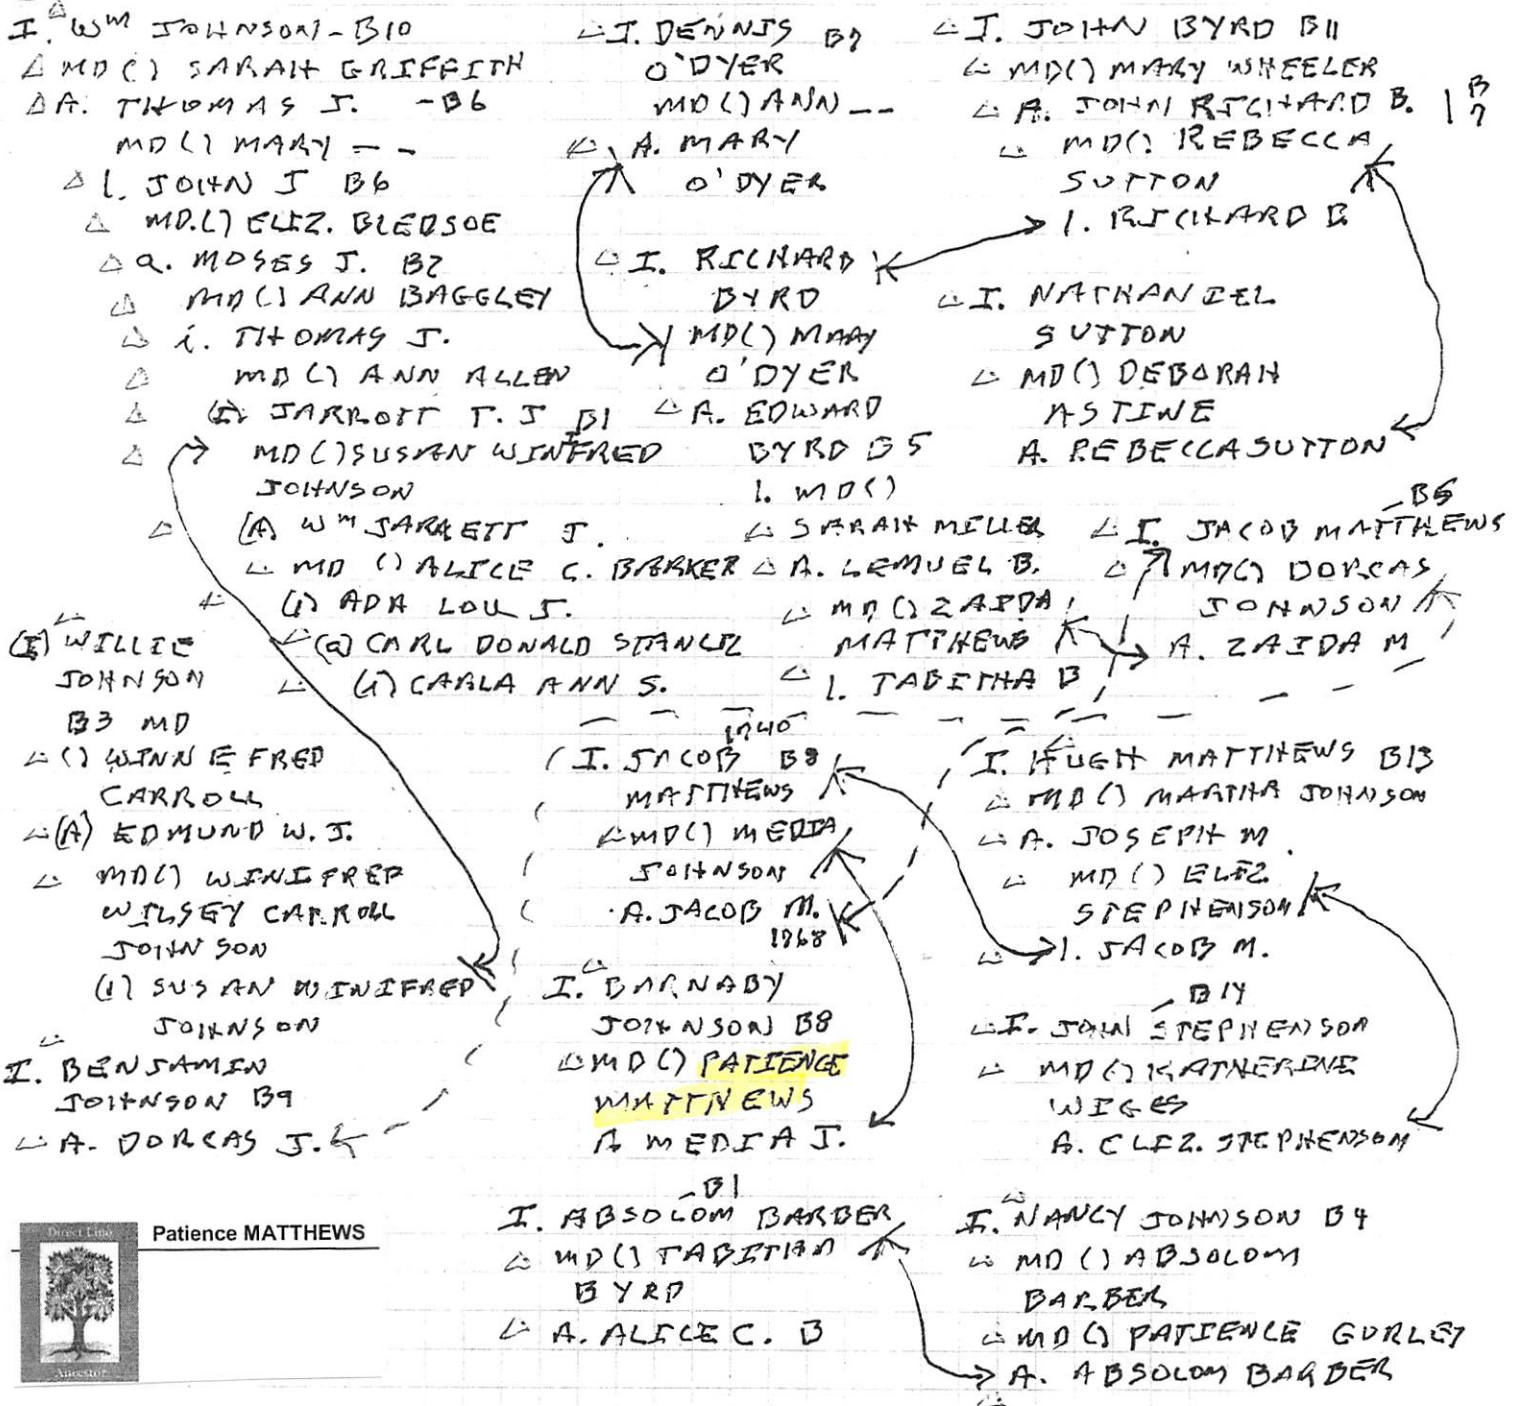 I. Wm JOHNSON - B10
MD () SARAH GRIFFITH
A. THOMAS J. - B6
MD () MARY - -
1. JOHN J B6
MD. () ELIZ. BLEDSOE
a. MOSES J. B2
MD () ANN BAGGLEY
i. THOMAS J.
MD () ANN ALLEN
(I) JARROTT T. J B1
MD () SUSAN WINIFRED
JOHNSON
(A) Wm JARRETT J.
MD () ALICE C. BARKER
(1) ADA LOU J.
(a) CARL DONALD STANCIL
(i) CARLA ANN S.
(I) WILLIE
JOHNSON
B3 MD
() WINNEFRED
CARROLL
(A) EDMUND W. J.
MD () WINIFRED
WILSEY CARROLL
JOHNSON
(1) SUSAN WINIFRED
JOHNSON
I. BENJAMIN
JOHNSON B9
A. DORCAS J.
I. DENNIS B7
O'DYER
MD () ANN --
A. MARY
O'DYER
I. RICHARD
BYRD
MD () MARY
O'DYER
A. EDWARD
BYRD B5
1. MD ()
SARAH MILLER
A. LEMUEL B.
MD () ZAIDA
MATTHEWS
1. TABITHA B
1740
I. JACOB B8
MATTHEWS
MD () MEDIA
JOHNSON
A. JACOB M.
1768
I. BARNABY
JOHNSON B8
MD () PATIENCE
MATTHEWS
A MEDIA J.
B1
I. ABSOLOM BARBER
MD () TABITHA
BYRD
A. ALICE C. B
I. JOHN BYRD B11
MD () MARY WHEELER
A. JOHN RICHARD B. 1 B
7
MD () REBECCA
SUTTON
1. RICHARD B
I. NATHANIEL
SUTTON
MD () DEBORAH
ASTINE
A. REBECCA SUTTON
B5
I. JACOB MATTHEWS
MD () DORCAS
JOHNSON
A. ZAIDA M
I. HUGH MATTHEWS B13
MD () MARTHA JOHNSON
A. JOSEPH M.
MD () ELIZ
STEPHENSON
1. JACOB M.
B14
I. JOHN STEPHENSON
MD () KATHERINE
WIGES
A. ELIZ. STEPHENSON
I. NANCY JOHNSON B4
MD () ABSOLOM
BARBER
MD () PATIENCE GURLEY
A. ABSOLOM BARBER
Direct Line
Ancestor
Patience MATTHEWS